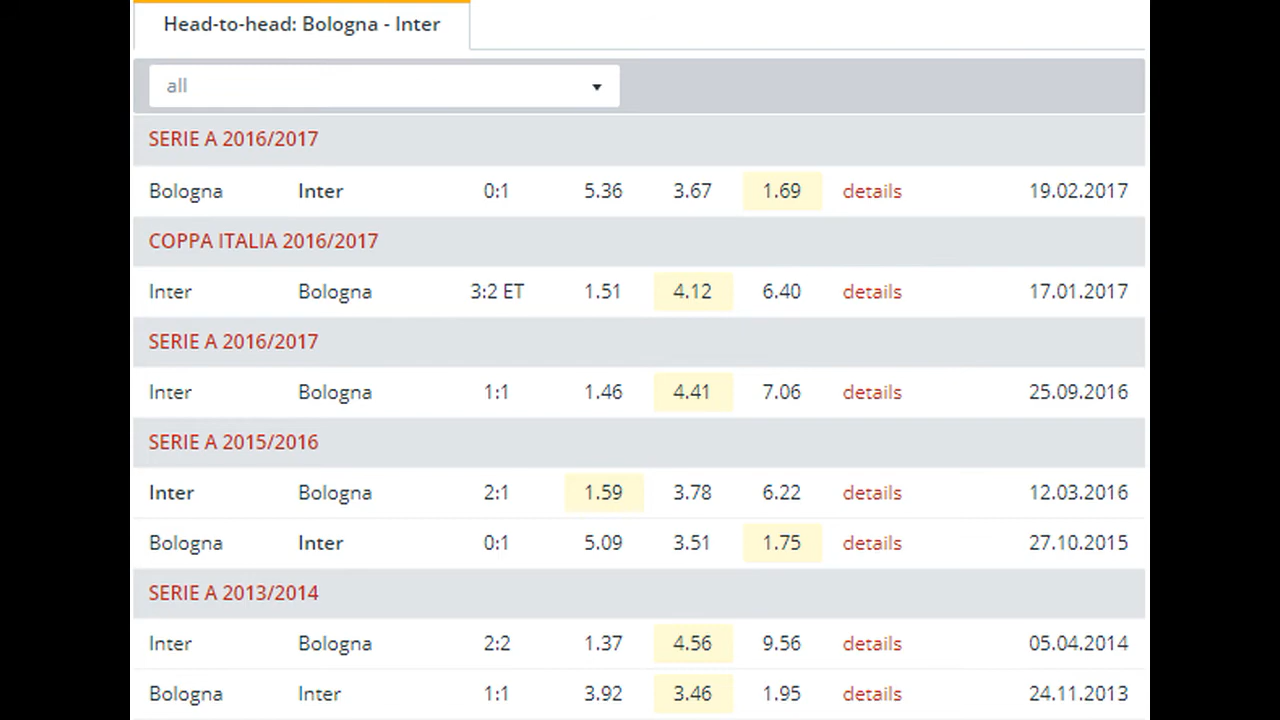 Head-to-head: Bologna - Inter
all
SERIE A 2016/2017
Bologna Inter 0:1 5.36 3.67 1.69 details 19.02.2017
COPPA ITALIA 2016/2017
Inter Bologna 3:2 ET 1.51 4.12 6.40 details 17.01.2017
SERIE A 2016/2017
Inter Bologna 1:1 1.46 4.41 7.06 details 25.09.2016
SERIE A 2015/2016
Inter Bologna 2:1 1.59 3.78 6.22 details 12.03.2016
Bologna Inter 0:1 5.09 3.51 1.75 details 27.10.2015
SERIE A 2013/2014
Inter Bologna 2:2 1.37 4.56 9.56 details 05.04.2014
Bologna Inter 1:1 3.92 3.46 1.95 details 24.11.2013